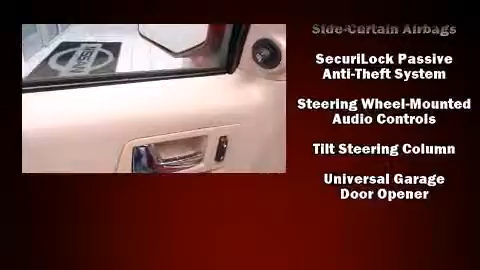 Side-Curtain Airbags
SecuriLock Passive
Anti-Theft System
Steering Wheel-Mounted
Audio Controls
Tilt Steering Column
Universal Garage
Door Opener
NISSAN